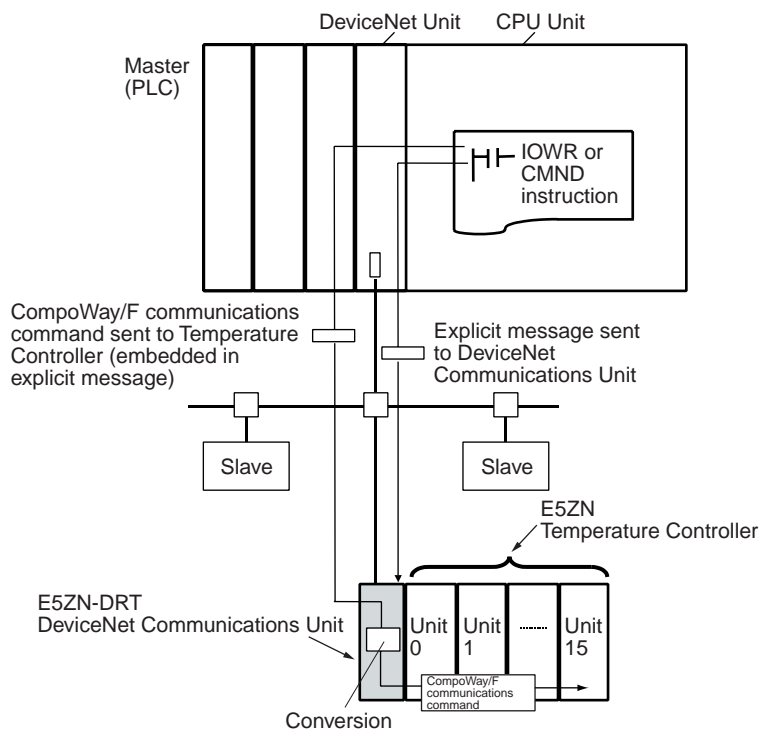 DeviceNet Unit
CPU Unit
Master
(PLC)
IOWR or
CMND
instruction
CompoWay/F communications
command sent to Temperature
Controller (embedded in
explicit message)
Explicit message sent
to DeviceNet
Communications Unit
Slave
Slave
E5ZN
Temperature Controller
E5ZN-DRT
DeviceNet Communications Unit
Unit
0
Unit
1
........
Unit
15
CompoWay/F
communications
command
Conversion